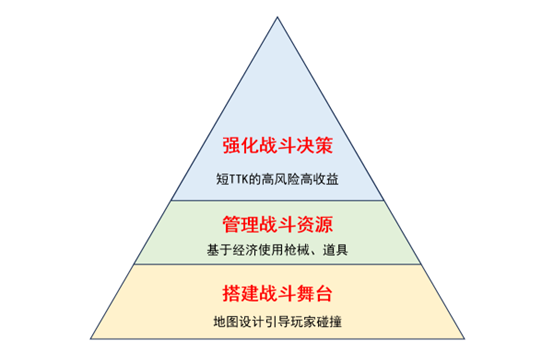 强化战斗决策
短TTK的高风险高收益
管理战斗资源
基于经济使用枪械、道具
搭建战斗舞台
地图设计引导玩家碰撞